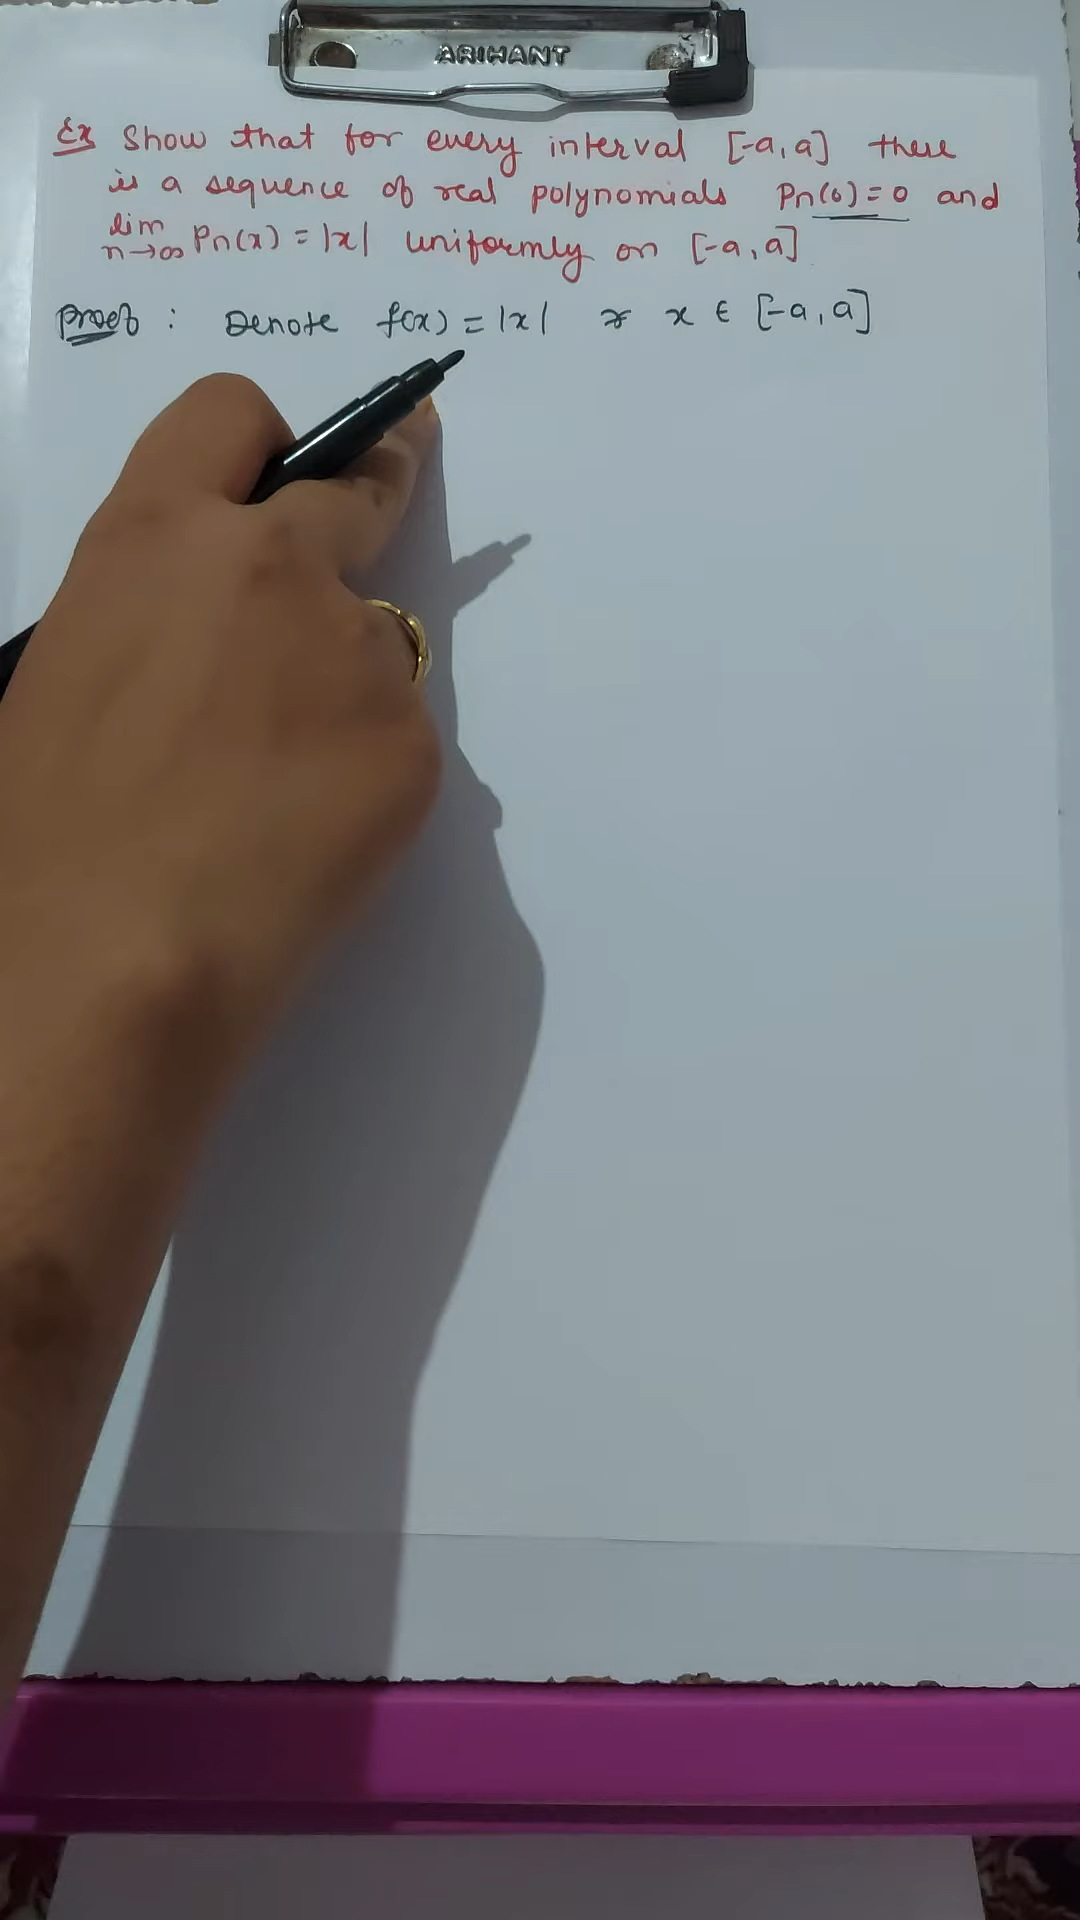 ARIHANT
Ex Show that for every interval [-a, a] there
is a sequence of real polynomials Pn(0) = 0 and
lim n→∞ Pn(x) = |x| uniformly on [-a, a]
Proof : Denote f(x) = |x| ∀ x ∈ [-a, a]